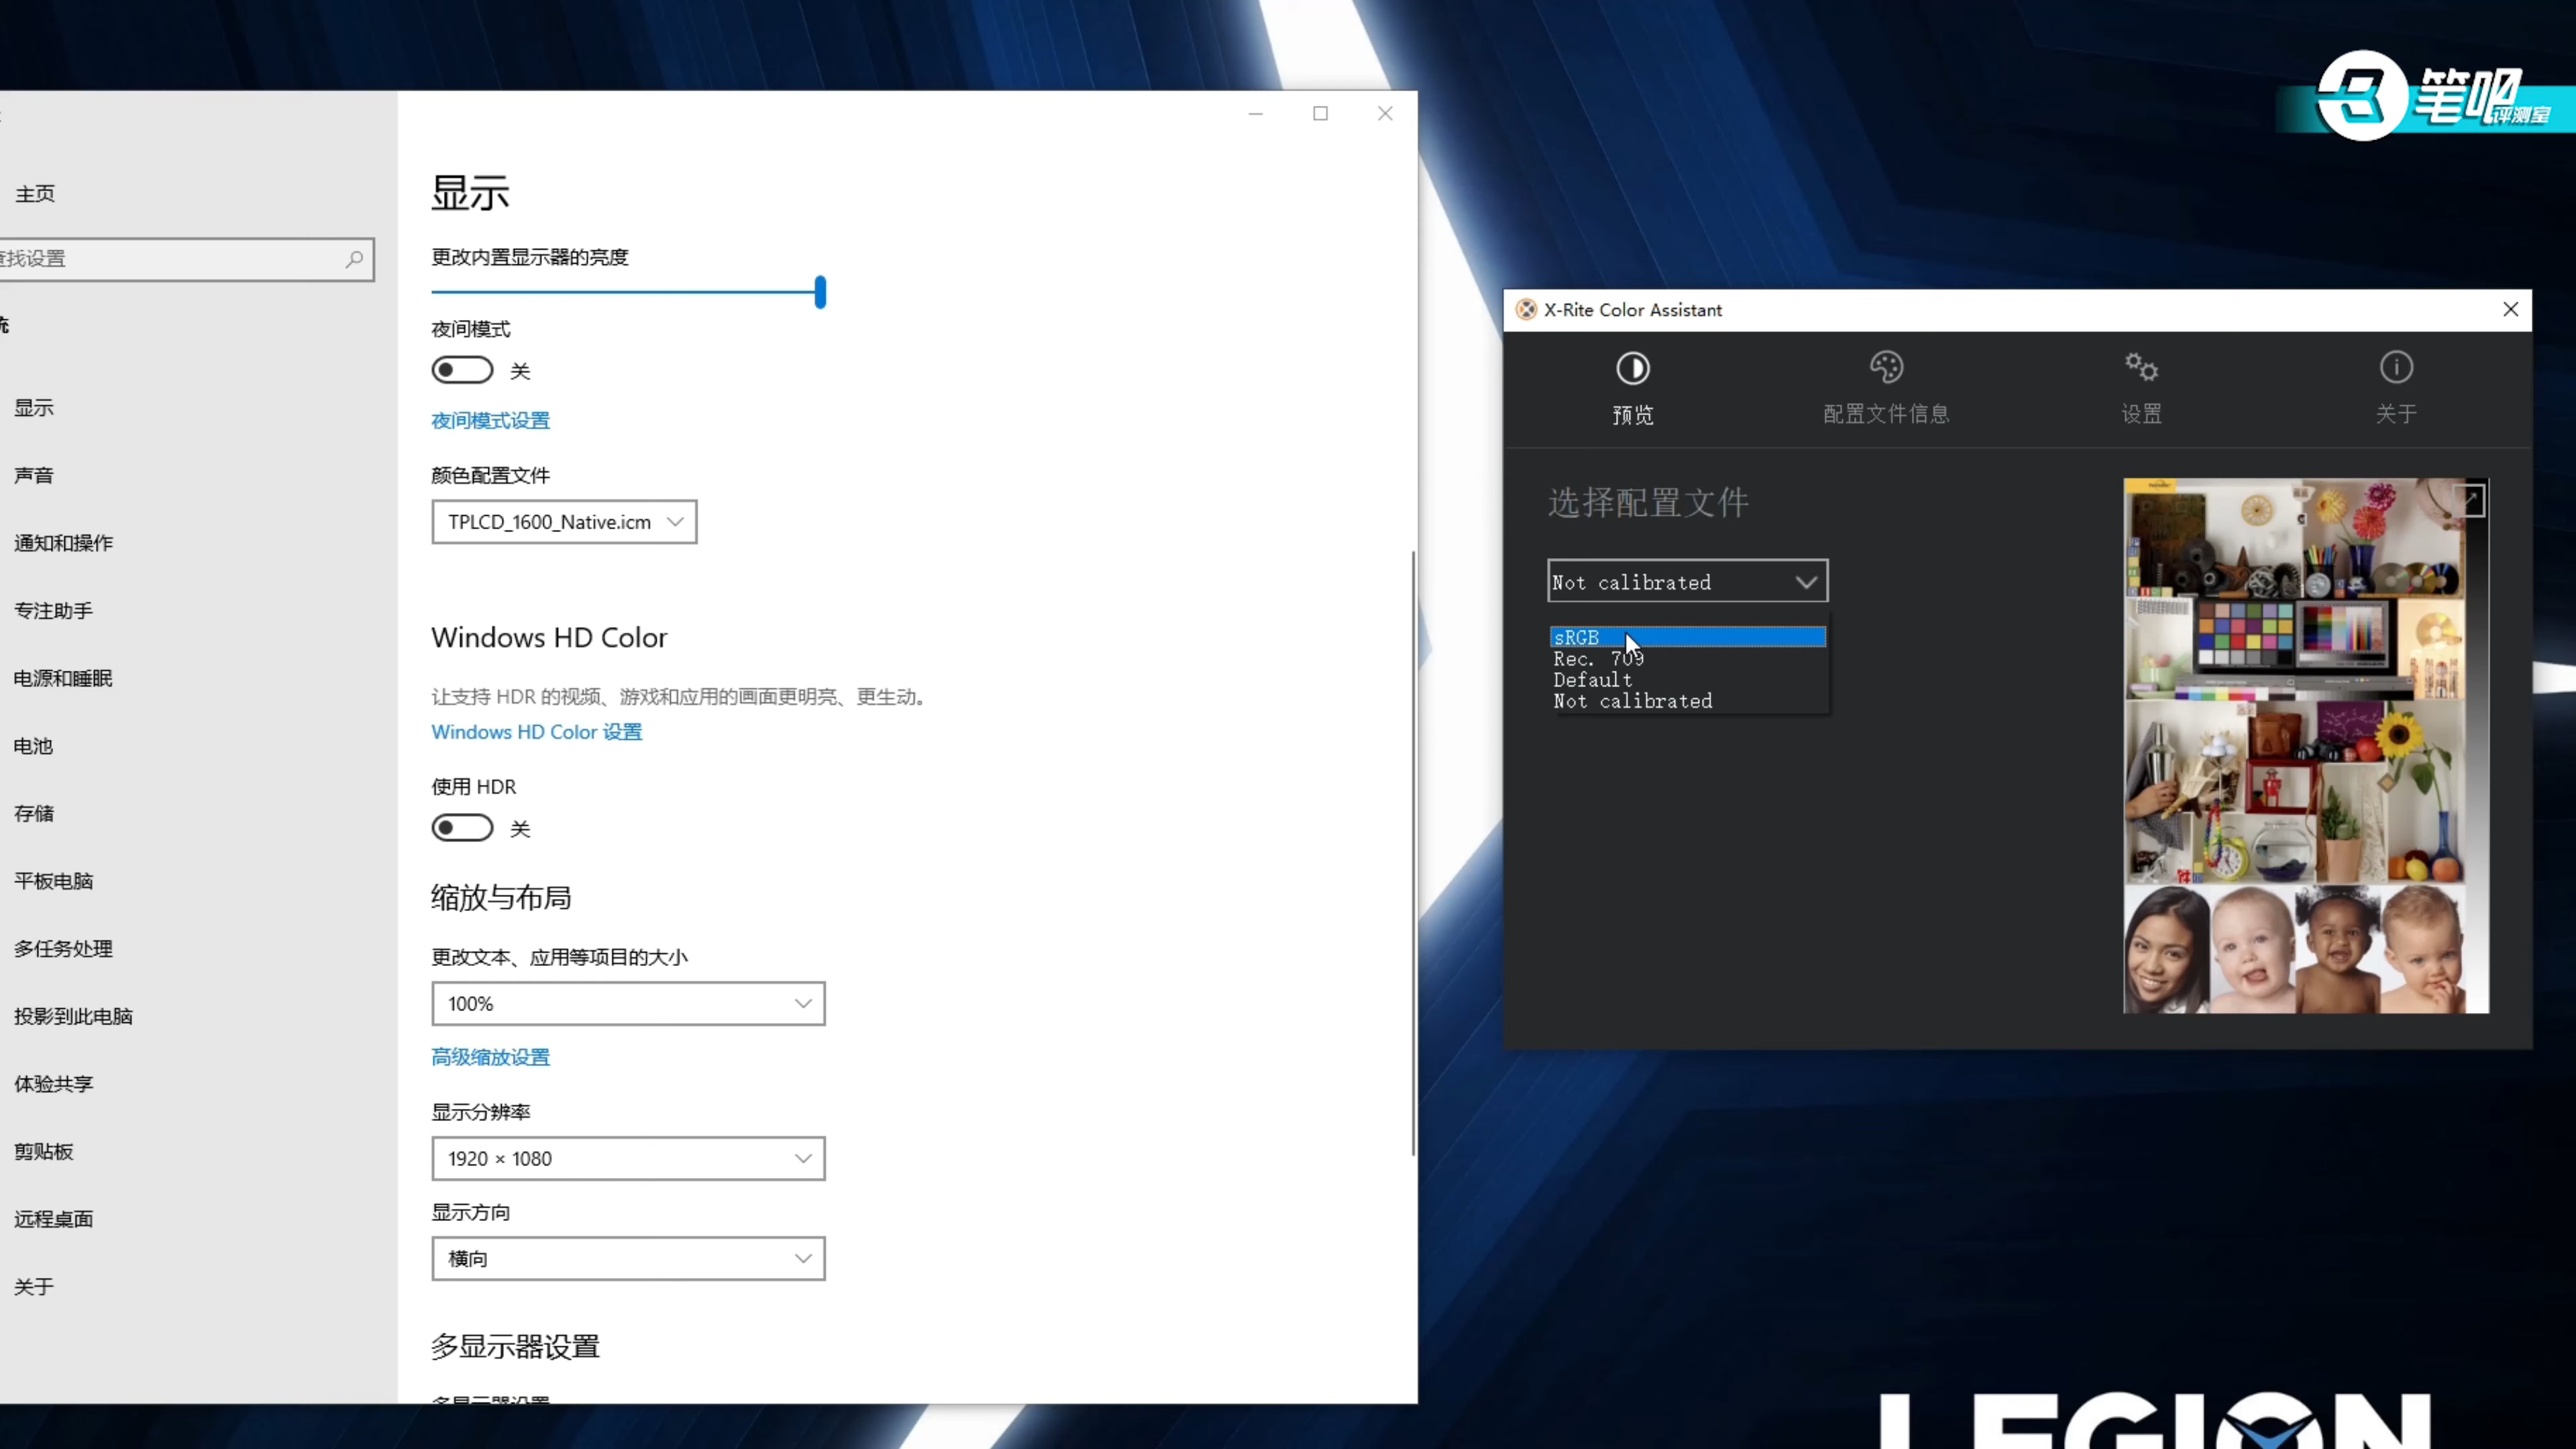 主页
查找设置
显示
声音
通知和操作
专注助手
电源和睡眠
电池
存储
平板电脑
多任务处理
投影到此电脑
体验共享
剪贴板
远程桌面
关于
显示
更改内置显示器的亮度
夜间模式
关
夜间模式设置
颜色配置文件
TPLCD_1600_Native.icm
Windows HD Color
让支持 HDR 的视频、游戏和应用的画面更明亮、更生动。
Windows HD Color 设置
使用 HDR
关
缩放与布局
更改文本、应用等项目的大小
100%
高级缩放设置
显示分辨率
1920 × 1080
显示方向
横向
多显示器设置
多显示器设置
笔吧
评测室
X-Rite Color Assistant
预览
配置文件信息
设置
关于
选择配置文件
Not calibrated
sRGB
Rec. 709
Default
Not calibrated
LEGION